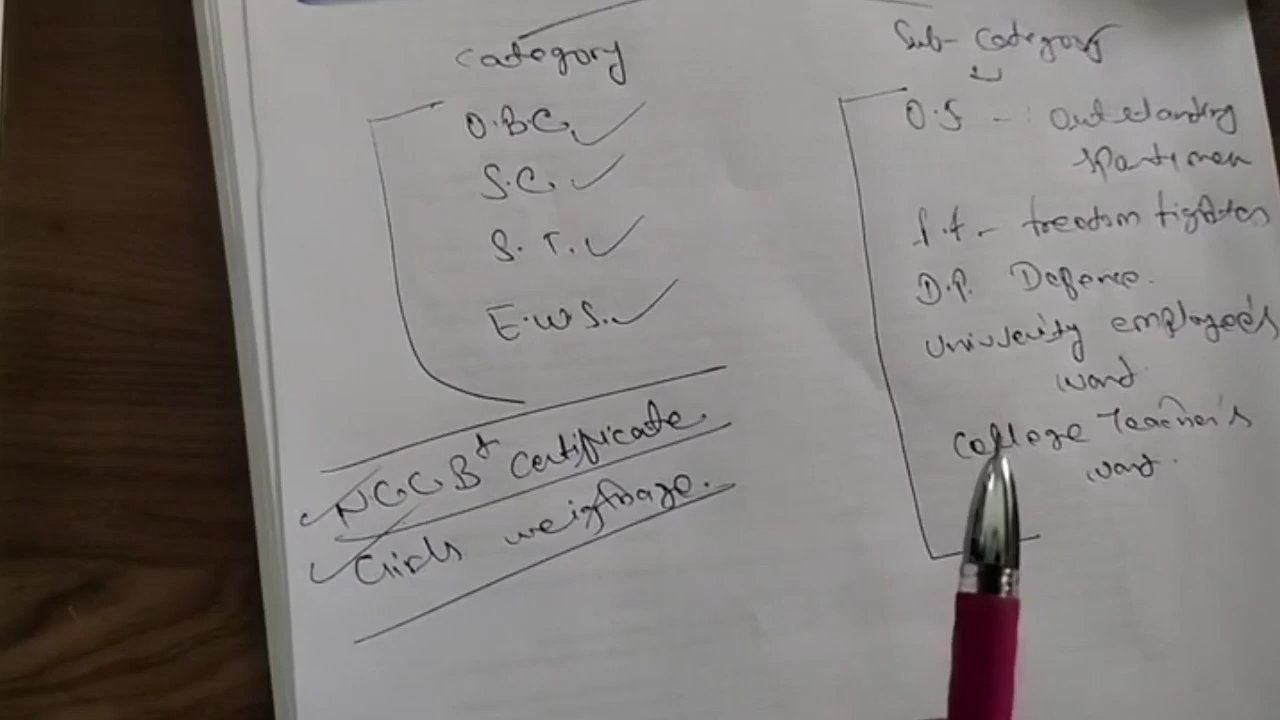 Category
O.B.C.
S.C.
S.T.
E.W.S.
NCC B+ Certificate.
Girls weightage.
Sub-Category
O.S - : Outstanding
Sportsmen
f.f - freedom fighters
D.P. Defence.
University employee's
ward.
College Teacher's
ward.